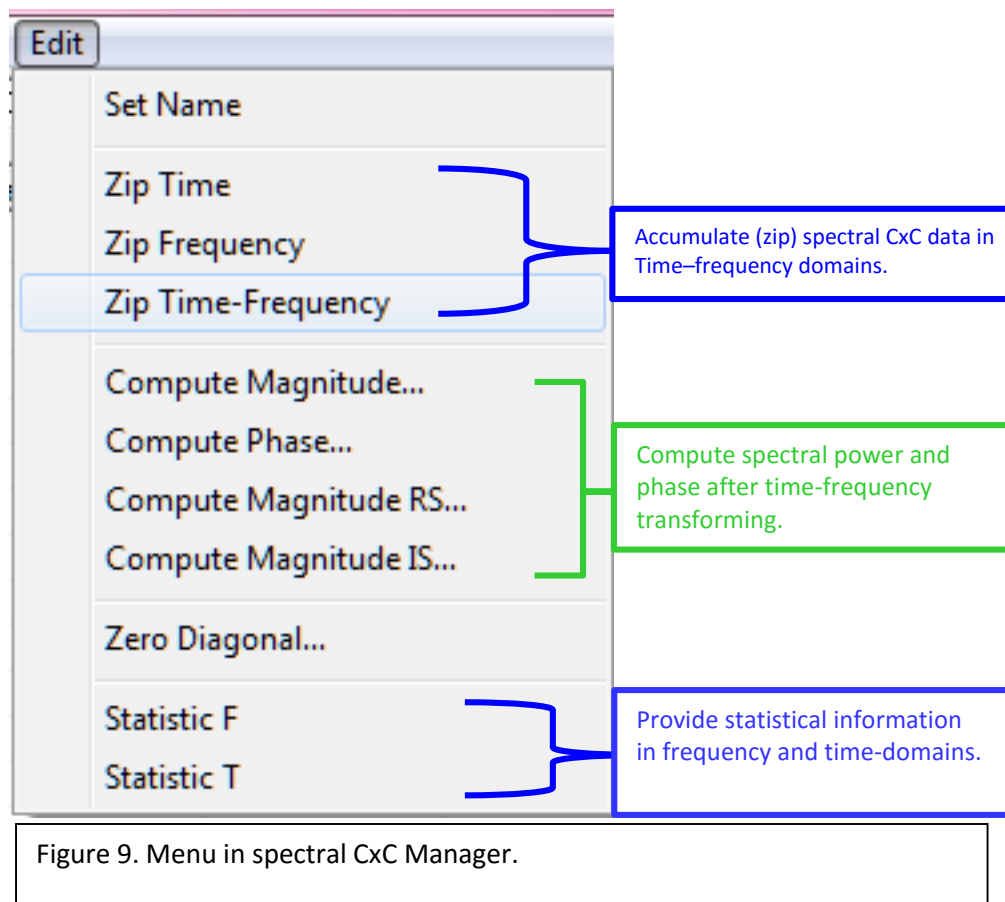 Edit
Set Name
Zip Time
Zip Frequency
Zip Time-Frequency
Accumulate (zip) spectral CxC data in
Time–frequency domains.
Compute Magnitude...
Compute Phase...
Compute Magnitude RS...
Compute Magnitude IS...
Compute spectral power and
phase after time-frequency
transforming.
Zero Diagonal...
Statistic F
Statistic T
Provide statistical information
in frequency and time-domains.
Figure 9. Menu in spectral CxC Manager.